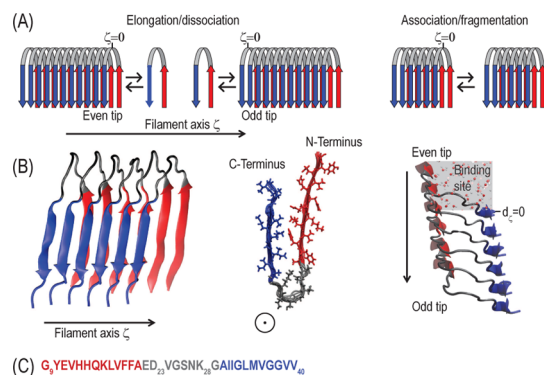 (A) Elongation/dissociation Association/fragmentation
ζ=0 ζ=0 ζ=0
Even tip Odd tip
Filament axis ζ
(B) N-Terminus Even tip
C-Terminus Binding
site
dζ=0
Odd tip
Filament axis ζ
(C) G9YEVHHQKLVFFAED23VGSNK28GAIIGLMVGGVV40